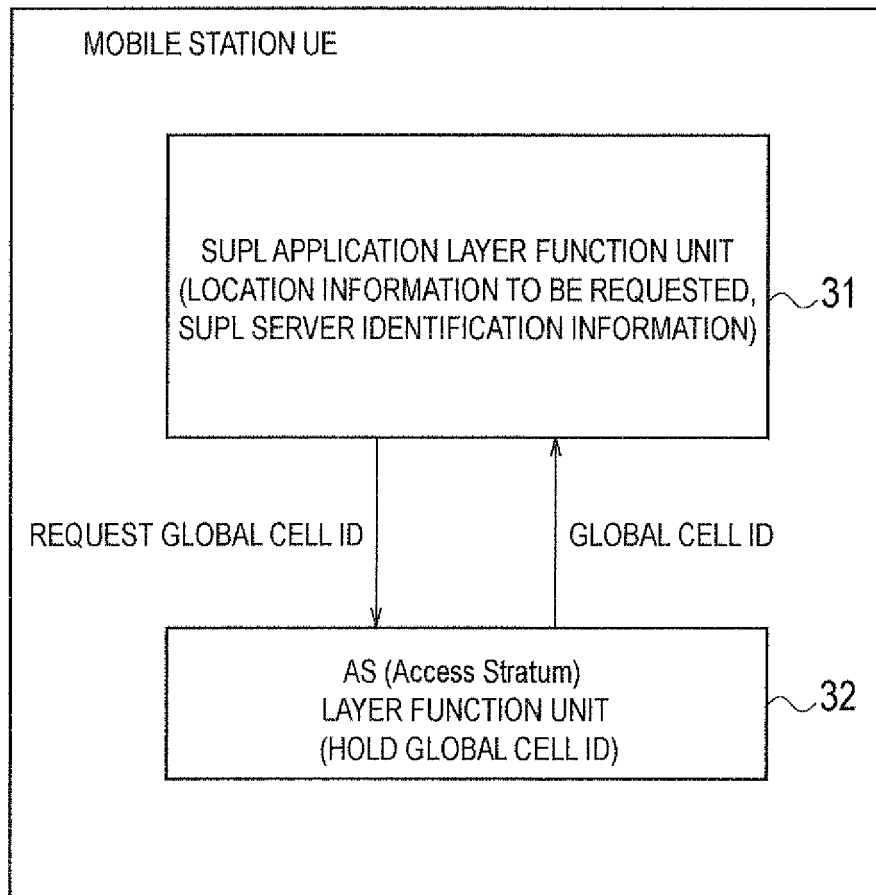 MOBILE STATION UE
SUPL APPLICATION LAYER FUNCTION UNIT
(LOCATION INFORMATION TO BE REQUESTED,
SUPL SERVER IDENTIFICATION INFORMATION)
31
REQUEST GLOBAL CELL ID
GLOBAL CELL ID
AS (Access Stratum)
LAYER FUNCTION UNIT
(HOLD GLOBAL CELL ID)
32